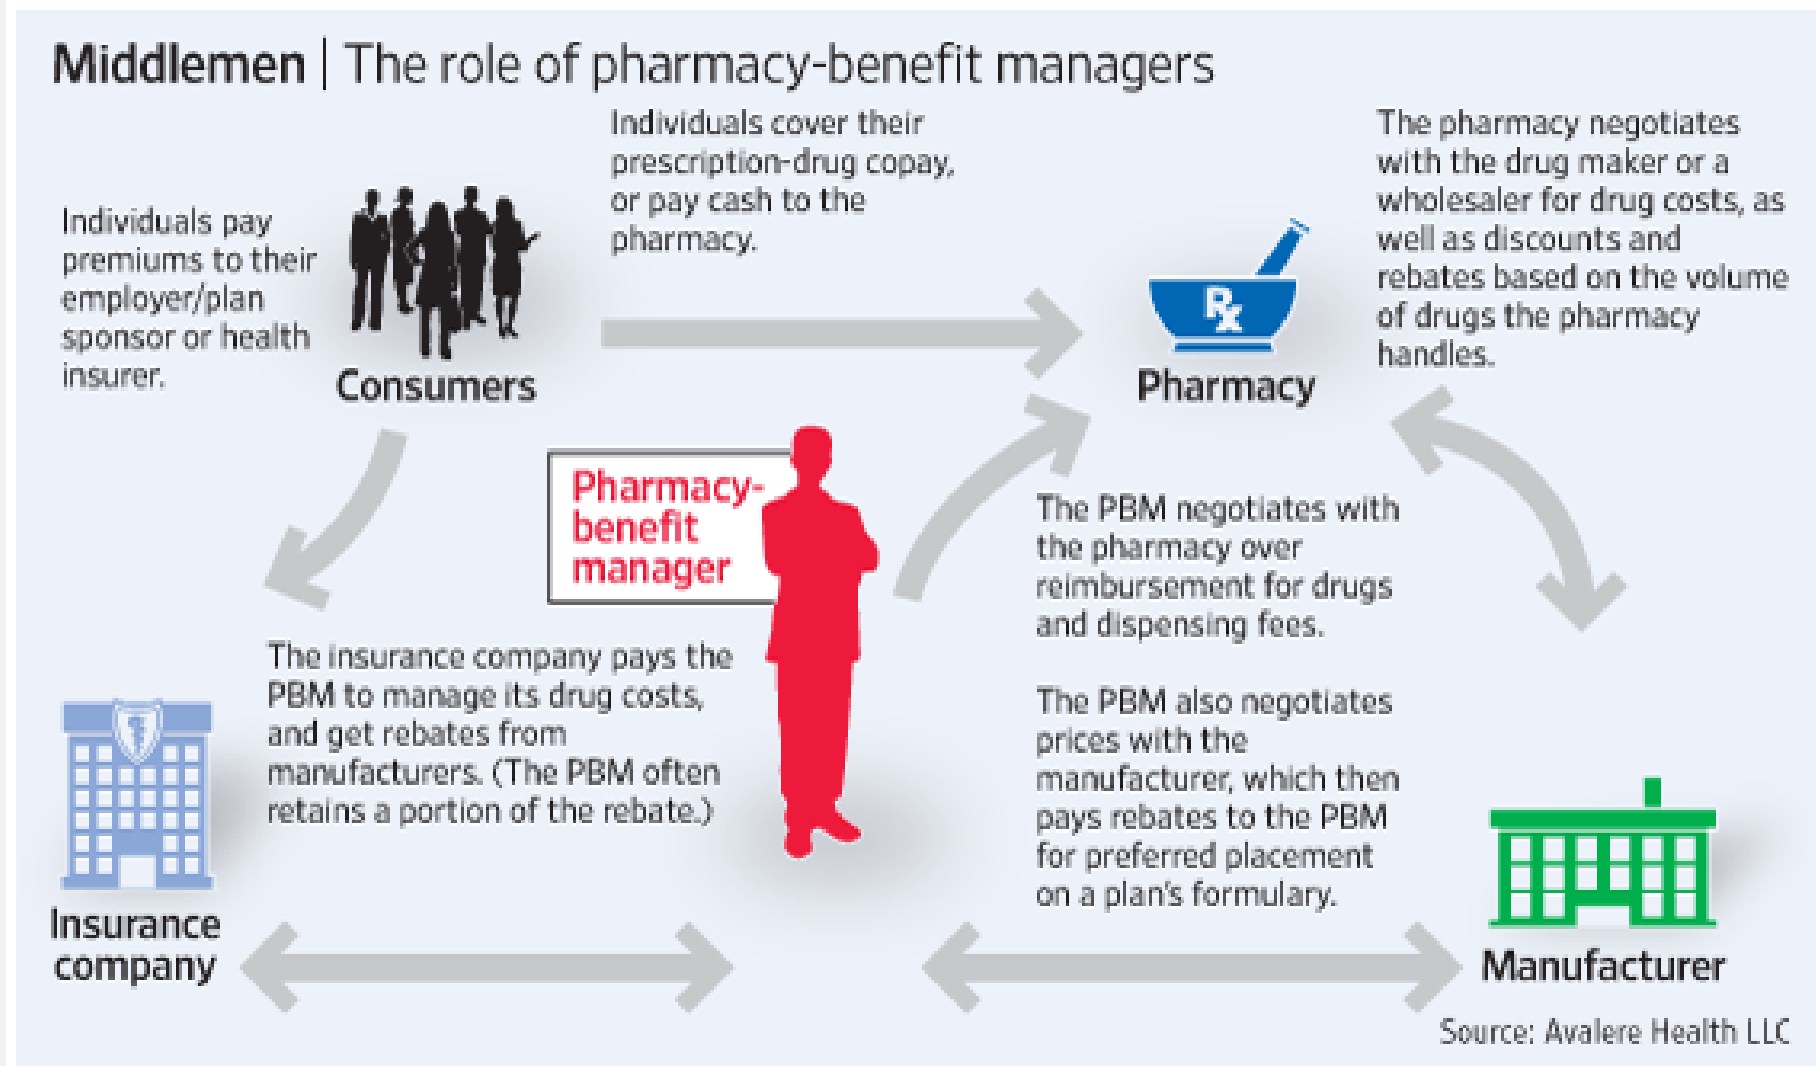 Middlemen | The role of pharmacy-benefit managers
Individuals pay
premiums to their
employer/plan
sponsor or health
insurer.
Consumers
Individuals cover their
prescription-drug copay,
or pay cash to the
pharmacy.
Rx
Pharmacy
The pharmacy negotiates
with the drug maker or a
wholesaler for drug costs, as
well as discounts and
rebates based on the volume
of drugs the pharmacy
handles.
Pharmacy-
benefit
manager
The PBM negotiates with
the pharmacy over
reimbursement for drugs
and dispensing fees.
The insurance company pays the
PBM to manage its drug costs,
and get rebates from
manufacturers. (The PBM often
retains a portion of the rebate.)
The PBM also negotiates
prices with the
manufacturer, which then
pays rebates to the PBM
for preferred placement
on a plan's formulary.
Insurance
company
Manufacturer
Source: Avalere Health LLC